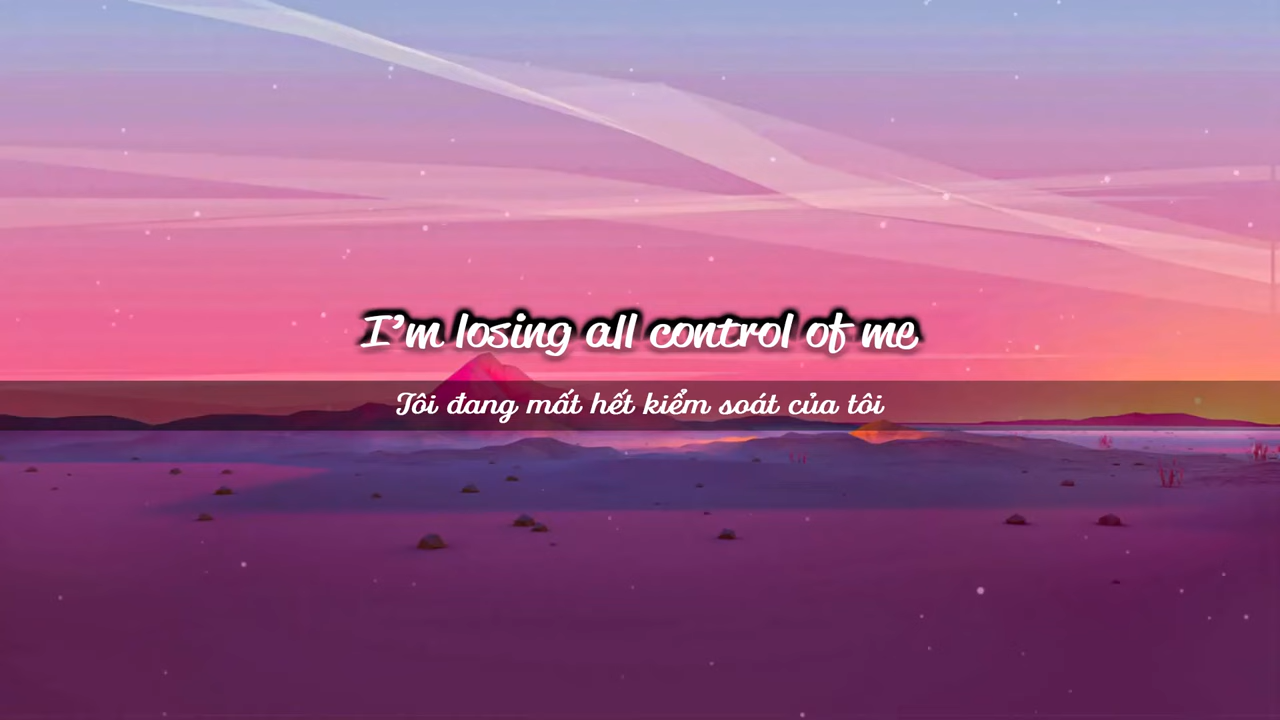 I'm losing all control of me
Tôi đang mất hết kiểm soát của tôi